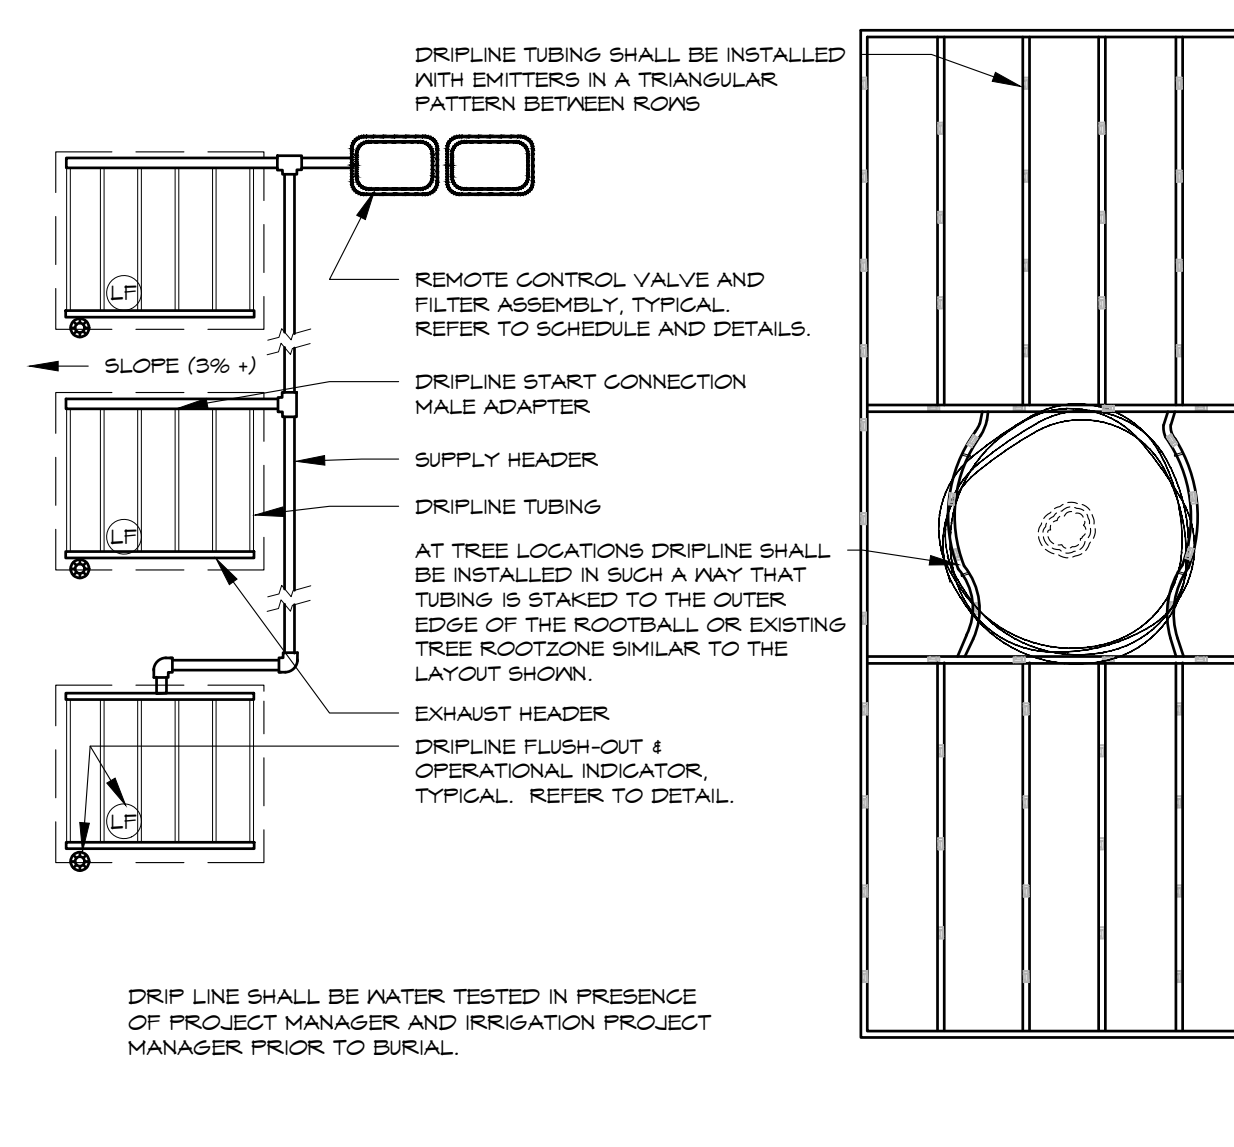 DRIPLINE TUBING SHALL BE INSTALLED
WITH EMITTERS IN A TRIANGULAR
PATTERN BETWEEN ROWS
LF
REMOTE CONTROL VALVE AND
FILTER ASSEMBLY, TYPICAL.
REFER TO SCHEDULE AND DETAILS.
SLOPE (3% +)
DRIPLINE START CONNECTION
MALE ADAPTER
SUPPLY HEADER
DRIPLINE TUBING
LF
AT TREE LOCATIONS DRIPLINE SHALL
BE INSTALLED IN SUCH A WAY THAT
TUBING IS STAKED TO THE OUTER
EDGE OF THE ROOTBALL OR EXISTING
TREE ROOTZONE SIMILAR TO THE
LAYOUT SHOWN.
EXHAUST HEADER
DRIPLINE FLUSH-OUT &
OPERATIONAL INDICATOR,
TYPICAL.  REFER TO DETAIL.
LF
DRIP LINE SHALL BE WATER TESTED IN PRESENCE
OF PROJECT MANAGER AND IRRIGATION PROJECT
MANAGER PRIOR TO BURIAL.